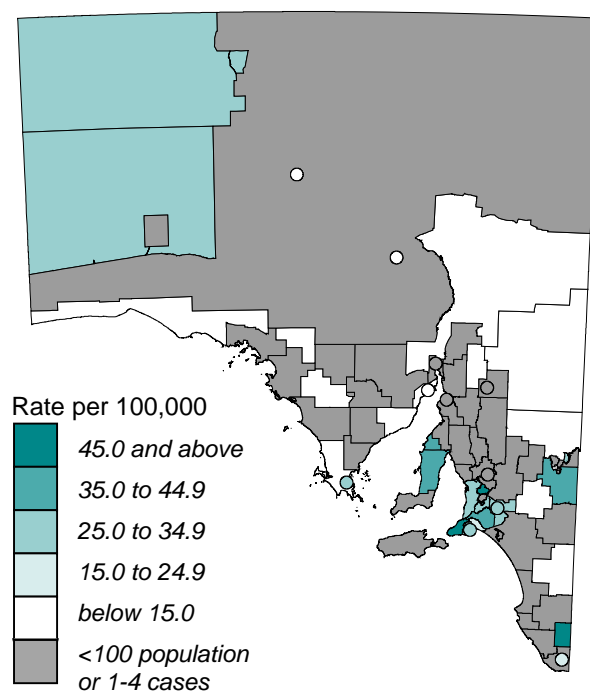 Rate per 100,000
45.0 and above
35.0 to 44.9
25.0 to 34.9
15.0 to 24.9
below 15.0
<100 population
or 1-4 cases